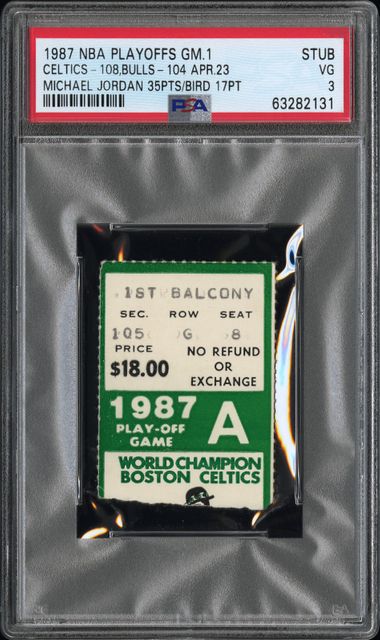 1987 NBA PLAYOFFS GM.1 STUB
CELTICS - 108,BULLS - 104 APR.23 VG
MICHAEL JORDAN 35PTS/BIRD 17PT 3
PSA 63282131
1ST BALCONY
SEC. ROW SEAT
105 G 8
PRICE
$18.00
NO REFUND
OR
EXCHANGE
1987
PLAY-OFF
GAME
A
WORLD CHAMPION
BOSTON CELTICS